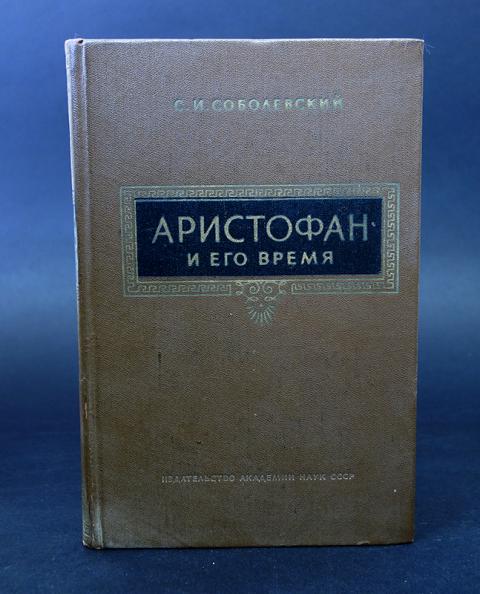 С. И. СОБОЛЕВСКИЙ
АРИСТОФАН
И ЕГО ВРЕМЯ
ИЗДАТЕЛЬСТВО АКАДЕМИИ НАУК СССР